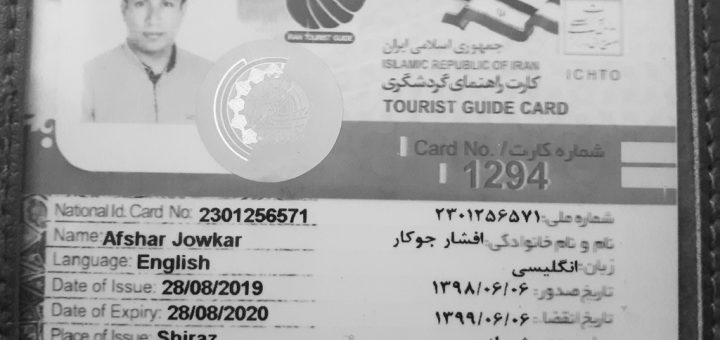 IRAN TOURIST GUIDE
جمهوری اسلامی ایران
ISLAMIC REPUBLIC OF IRAN
ICHTO
کارت راهنمای گردشگری
TOURIST GUIDE CARD
Card No. / شماره کارت
1294
National Id. Card No: 2301256571
شماره ملی: ۲۳۰۱۲۵۶۵۷۱
Name: Afshar Jowkar
نام و نام خانوادگی: افشار جوکار
Language: English
زبان: انگلیسی
Date of Issue: 28/08/2019
تاریخ صدور: ۱۳۹۸/۰۶/۰۶
Date of Expiry: 28/08/2020
تاریخ انقضا: ۱۳۹۹/۰۶/۰۶
Place of Issue: Shiraz